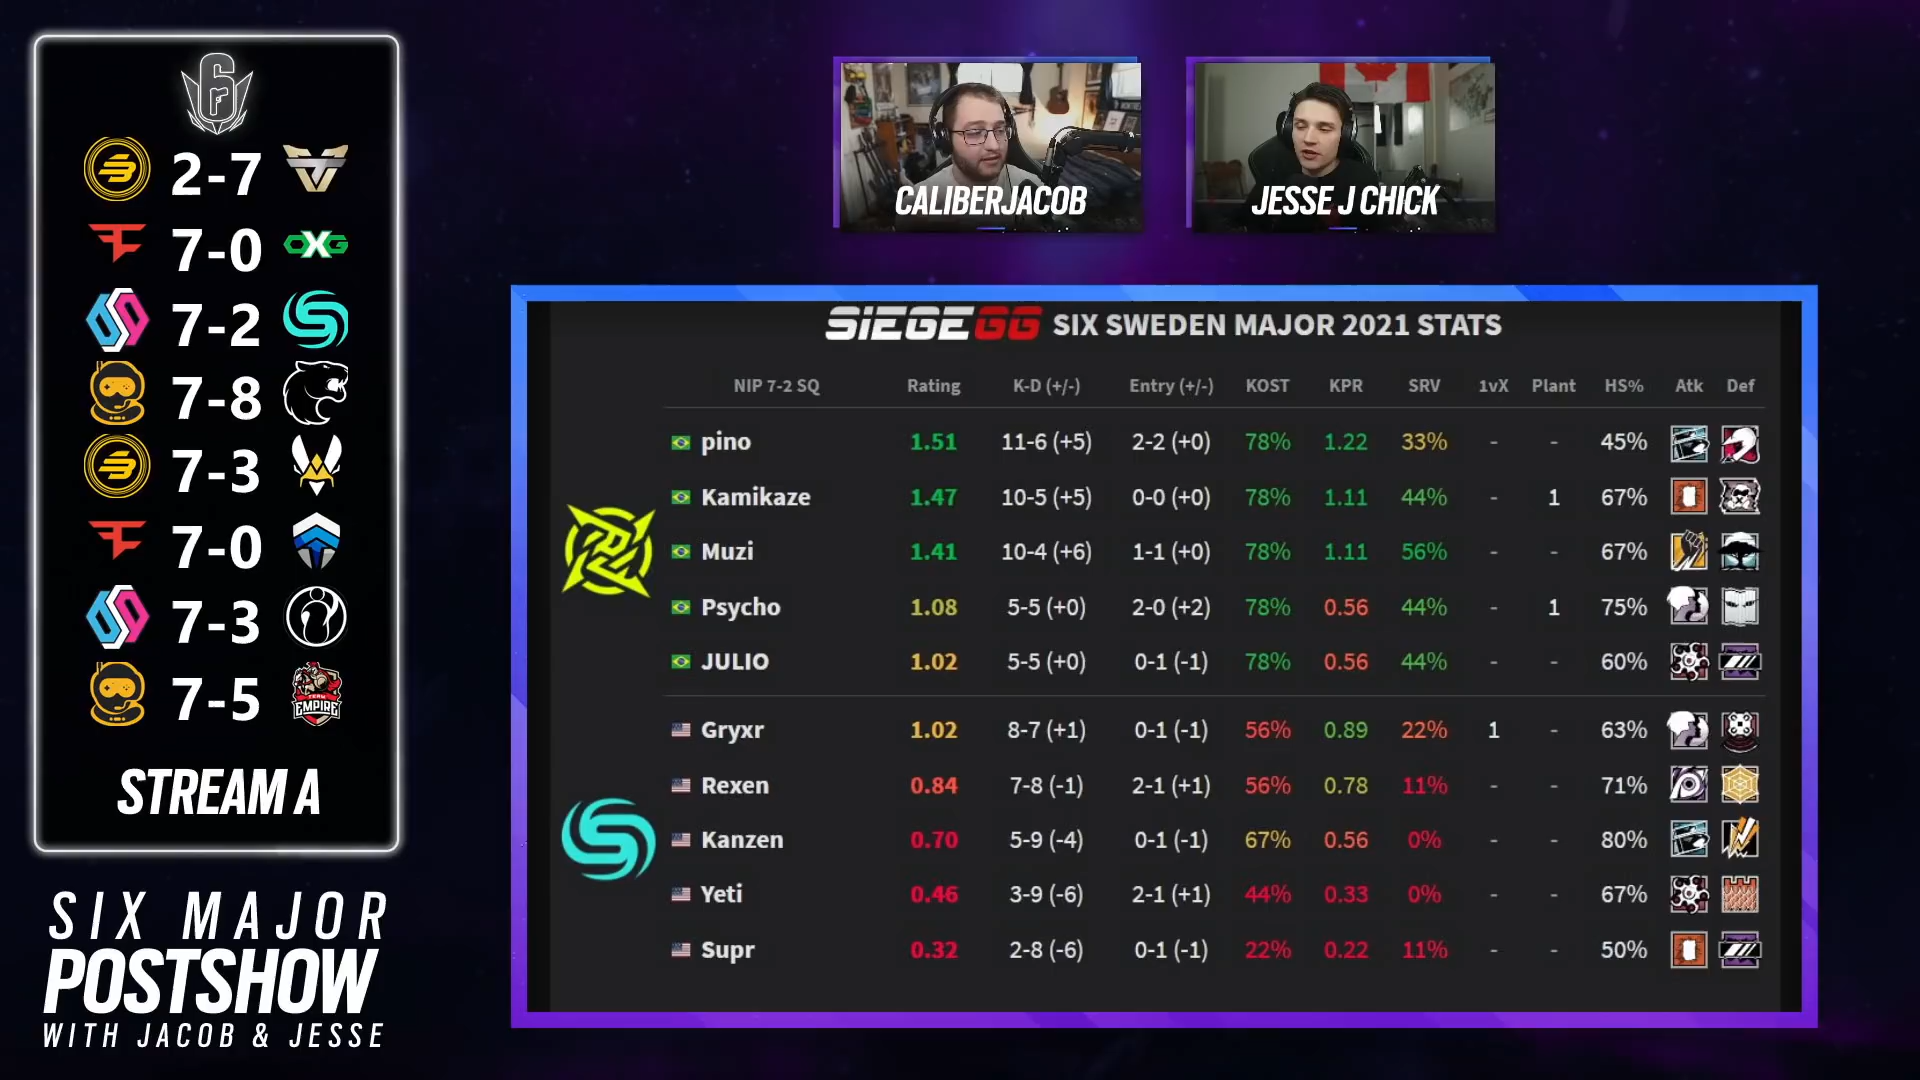 2-7
7-0
OXG
7-2
7-8
7-3
7-0
7-3
7-5
TEAM
EMPIRE
STREAM A
SIX MAJOR
POSTSHOW
WITH JACOB & JESSE
CALIBERJACOB
JESSE J CHICK
SIEGEGG SIX SWEDEN MAJOR 2021 STATS
NIP 7-2 SQ Rating K-D (+/-) Entry (+/-) KOST KPR SRV 1vX Plant HS% Atk Def
pino 1.51 11-6 (+5) 2-2 (+0) 78% 1.22 33% - - 45%
Kamikaze 1.47 10-5 (+5) 0-0 (+0) 78% 1.11 44% - 1 67%
Muzi 1.41 10-4 (+6) 1-1 (+0) 78% 1.11 56% - - 67%
Psycho 1.08 5-5 (+0) 2-0 (+2) 78% 0.56 44% - 1 75%
JULIO 1.02 5-5 (+0) 0-1 (-1) 78% 0.56 44% - - 60%
Gryxr 1.02 8-7 (+1) 0-1 (-1) 56% 0.89 22% 1 - 63%
Rexen 0.84 7-8 (-1) 2-1 (+1) 56% 0.78 11% - - 71%
Kanzen 0.70 5-9 (-4) 0-1 (-1) 67% 0.56 0% - - 80%
Yeti 0.46 3-9 (-6) 2-1 (+1) 44% 0.33 0% - - 67%
Supr 0.32 2-8 (-6) 0-1 (-1) 22% 0.22 11% - - 50%